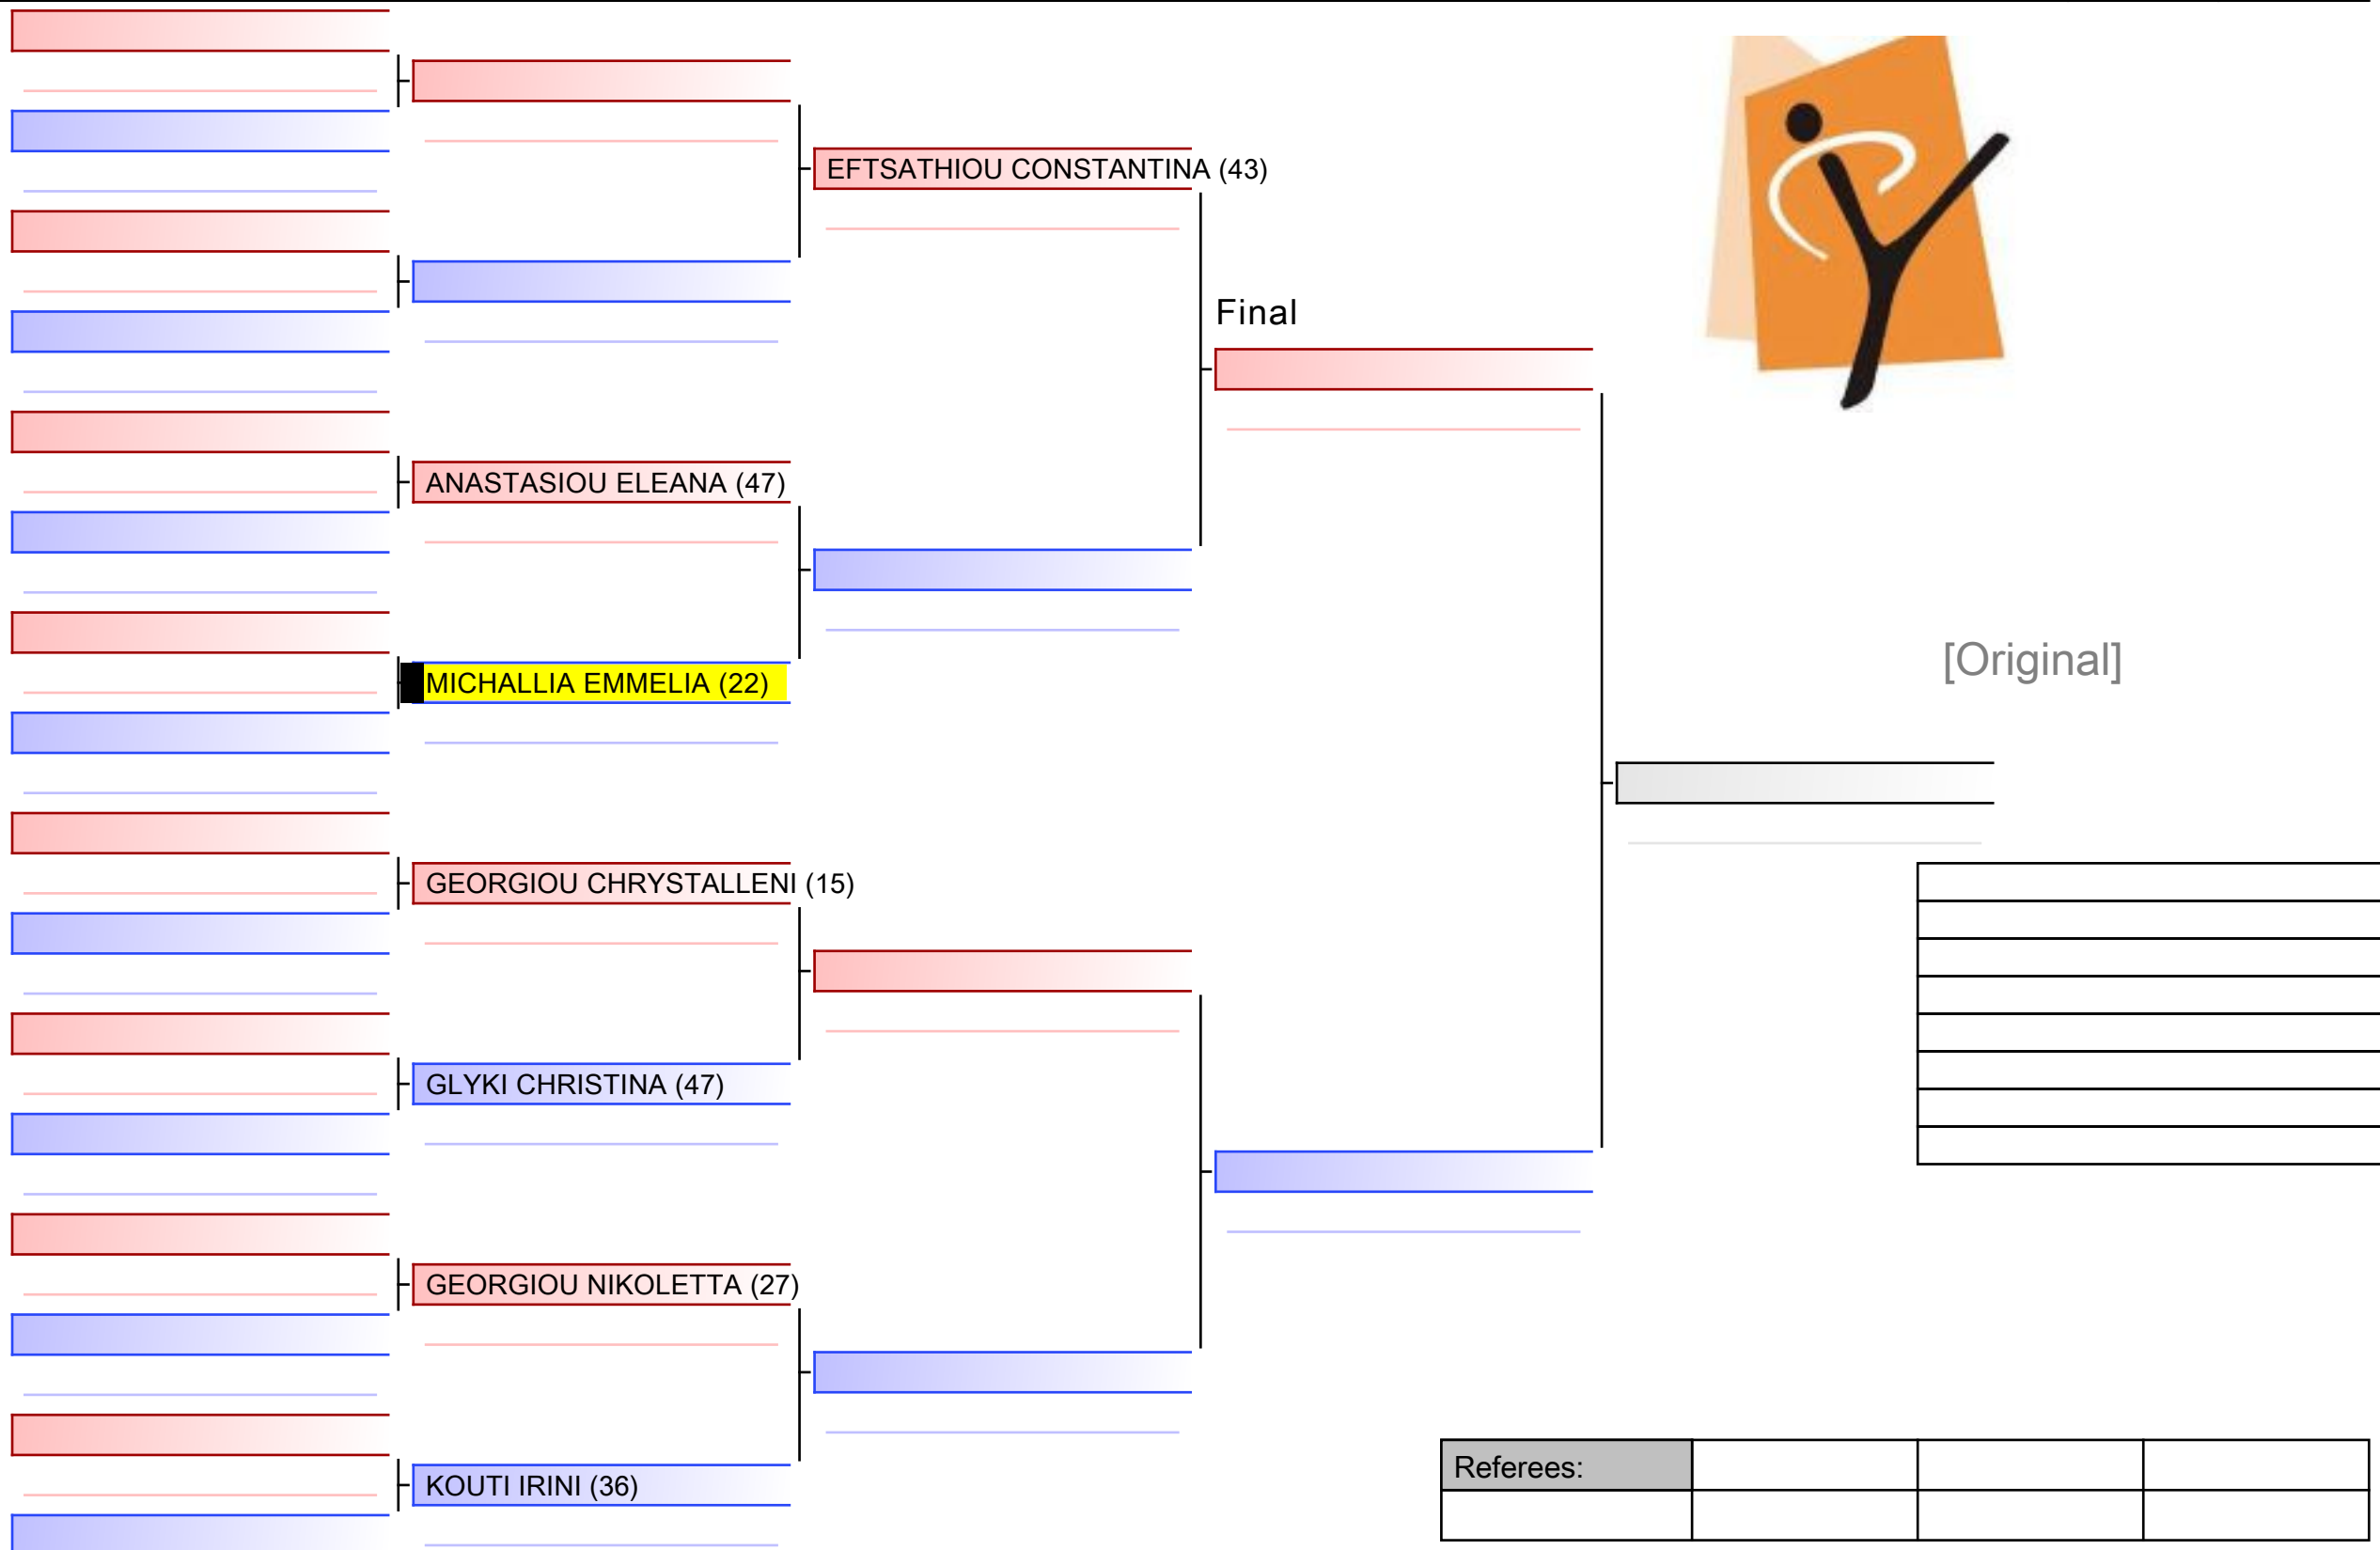 EFTSATHIOU CONSTANTINA (43)
Final
ANASTASIOU ELEANA (47)
[Original]
MICHALLIA EMMELIA (22)
GEORGIOU CHRYSTALLENI (15)
GLYKI CHRISTINA (47)
GEORGIOU NIKOLETTA (27)
Referees:
KOUTI IRINI (36)